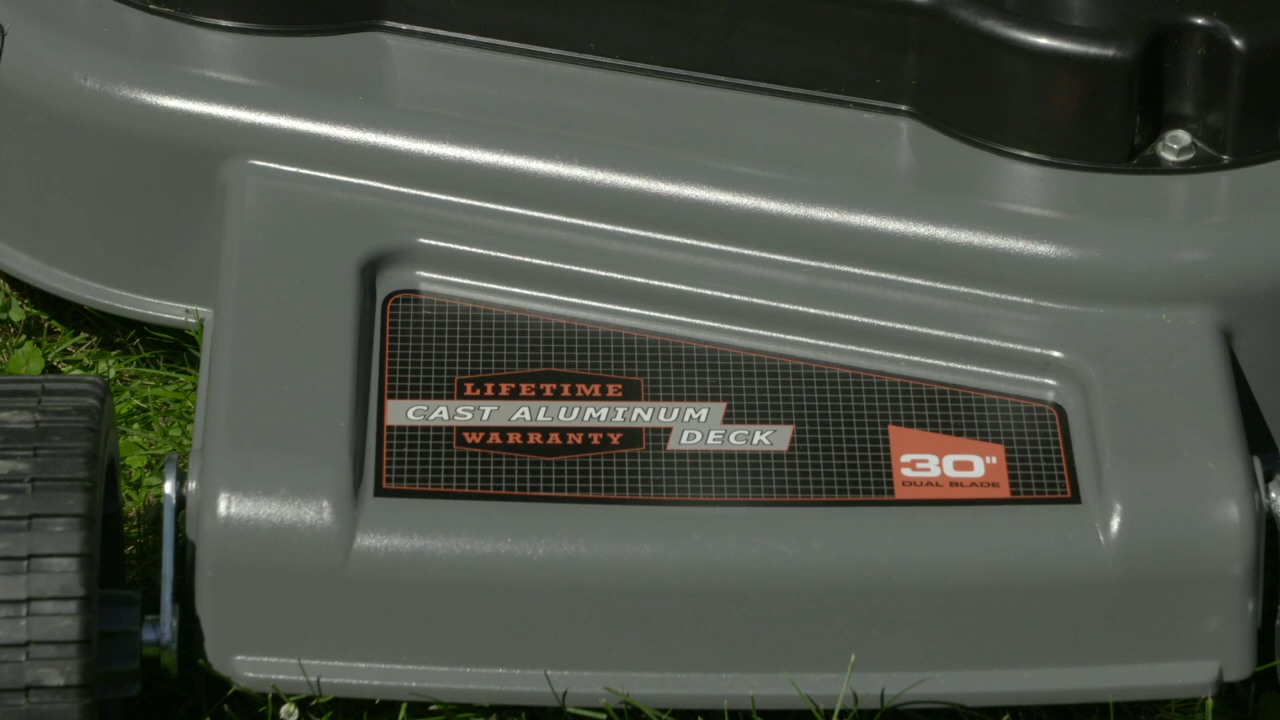 LIFETIME
CAST ALUMINUM
WARRANTY DECK
30"
DUAL BLADE